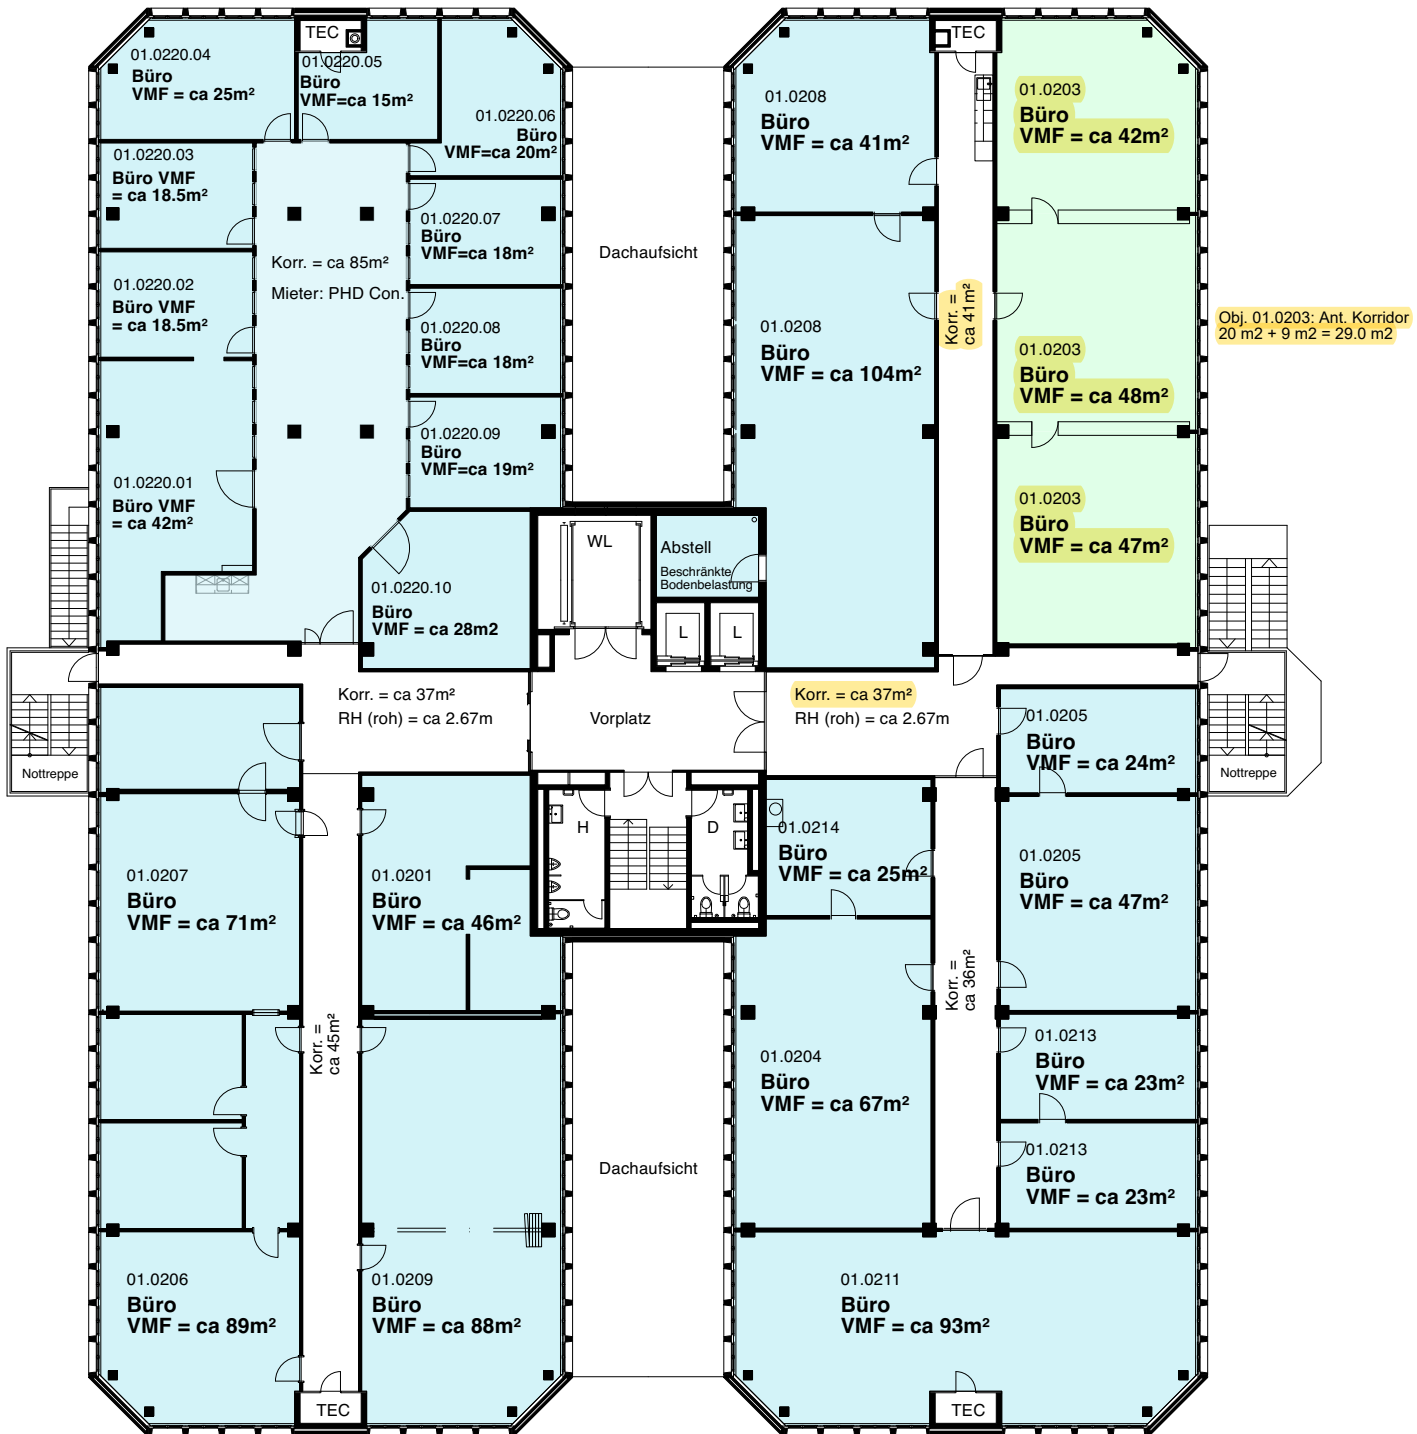 TEC
01.0220.04
Büro
VMF = ca 25m²
01.0220.05
Büro
VMF=ca 15m²
01.0220.06
Büro
VMF=ca 20m²
01.0220.03
Büro VMF
= ca 18.5m²
01.0220.07
Büro
VMF=ca 18m²
Korr. = ca 85m²
Mieter: PHD Con.
01.0220.02
Büro VMF
= ca 18.5m²
01.0220.08
Büro
VMF=ca 18m²
01.0220.09
Büro
VMF=ca 19m²
01.0220.01
Büro VMF
= ca 42m²
01.0220.10
Büro
VMF = ca 28m2
Dachaufsicht
TEC
01.0208
Büro
VMF = ca 41m²
01.0203
Büro
VMF = ca 42m²
01.0208
Büro
VMF = ca 104m²
Korr. =
ca 41m²
01.0203
Büro
VMF = ca 48m²
Obj. 01.0203: Ant. Korridor
20 m2 + 9 m2 = 29.0 m2
01.0203
Büro
VMF = ca 47m²
WL
Abstell
Beschränkte
Bodenbelastung
L
L
Korr. = ca 37m²
RH (roh) = ca 2.67m
Vorplatz
Korr. = ca 37m²
RH (roh) = ca 2.67m
Nottreppe
Nottreppe
01.0205
Büro
VMF = ca 24m²
H
D
01.0214
Büro
VMF = ca 25m²
01.0207
Büro
VMF = ca 71m²
01.0201
Büro
VMF = ca 46m²
01.0205
Büro
VMF = ca 47m²
Korr. =
ca 36m²
Korr. =
ca 45m²
01.0204
Büro
VMF = ca 67m²
01.0213
Büro
VMF = ca 23m²
Dachaufsicht
01.0213
Büro
VMF = ca 23m²
01.0206
Büro
VMF = ca 89m²
01.0209
Büro
VMF = ca 88m²
01.0211
Büro
VMF = ca 93m²
TEC
TEC